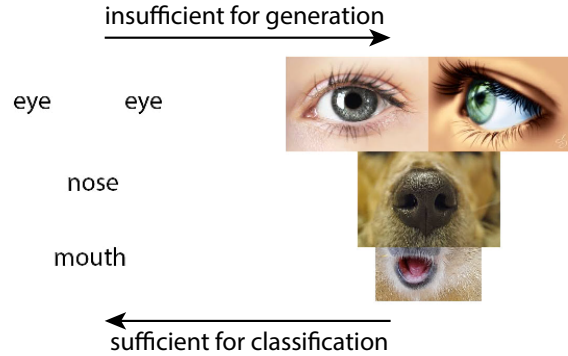 insufficient for generation
eye eye
nose
mouth
sufficient for classification